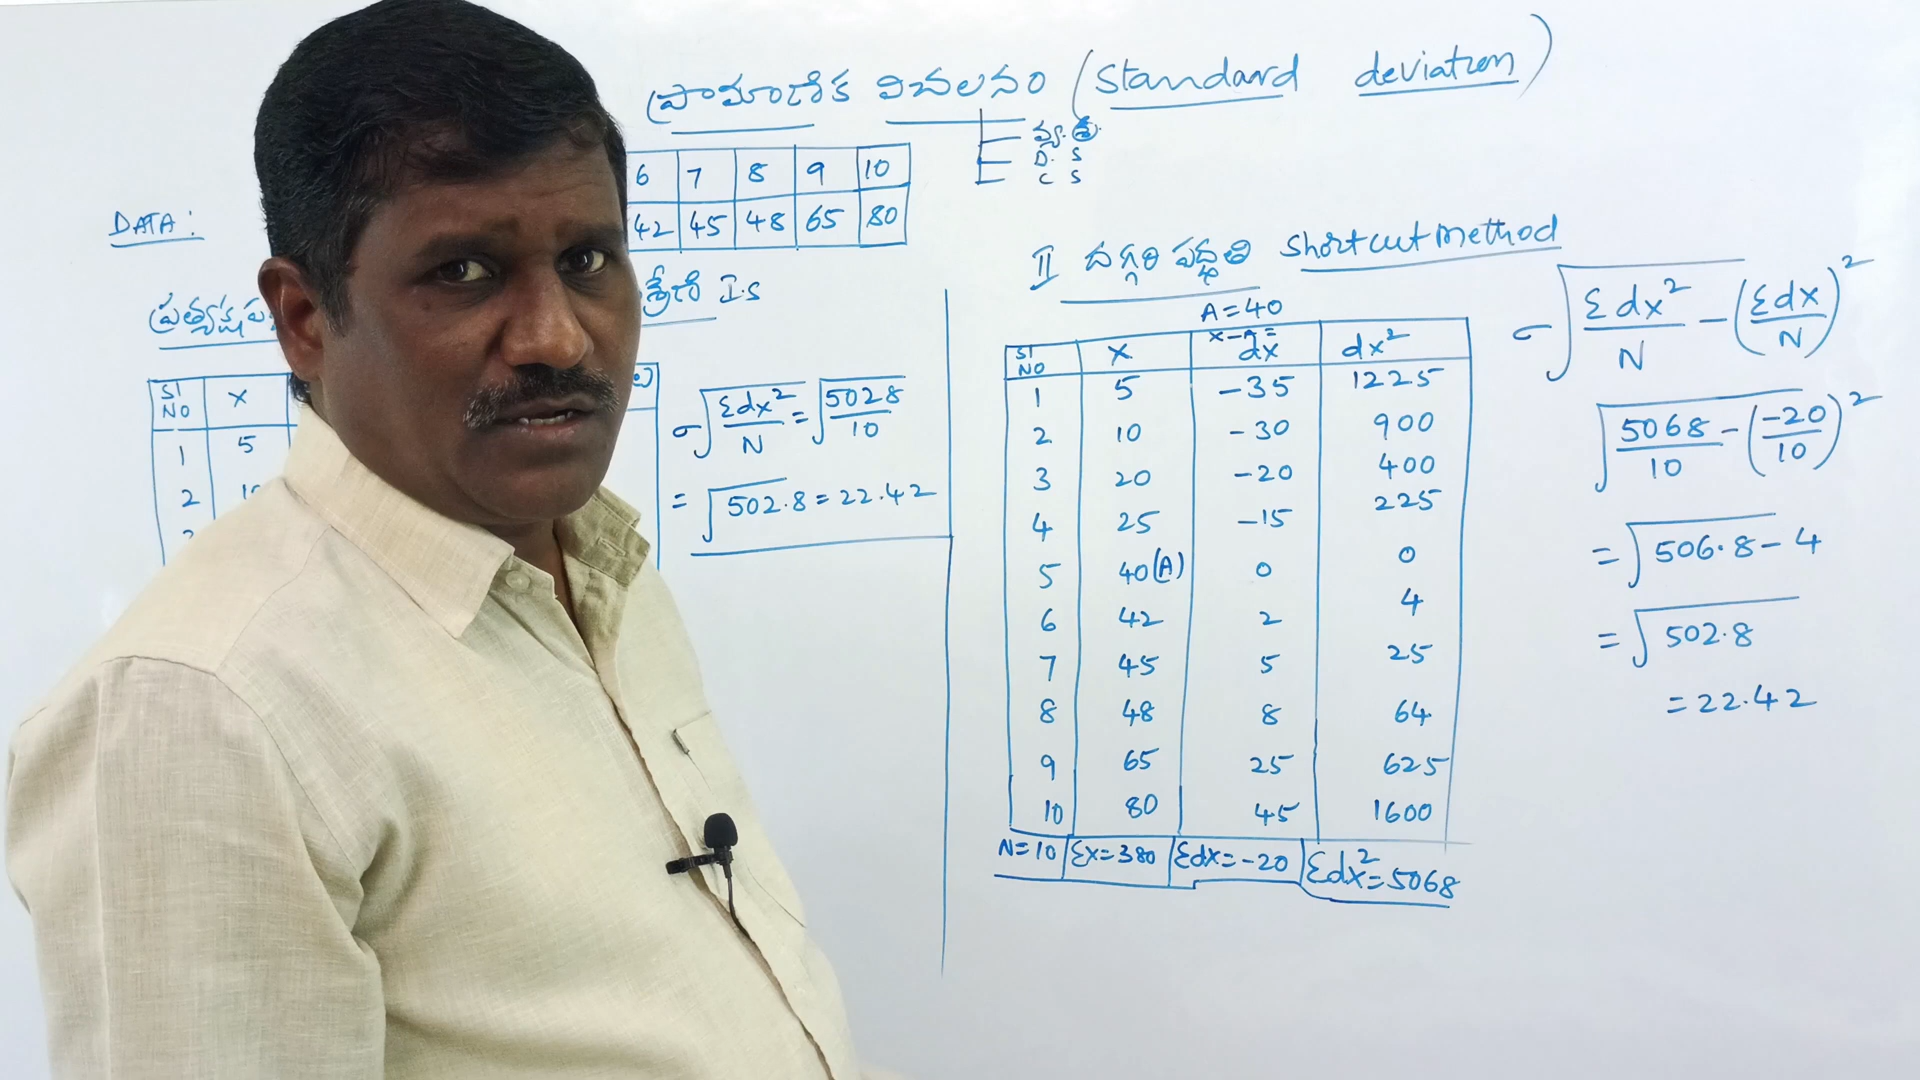 ప్రామాణిక విచలనం (Standard deviation)
వ్య.శ్రే.
D. S
C S
DATA:
6 7 8 9 10
42 45 48 65 80
ప్రత్యక్ష
శ్రేణి I.S
Sl NO X
1 5
2
σ √Σdx²/N = √5028/10
= √502.8 = 22.42
II దగ్గరి పద్ధతి Shortcut method
A=40
Sl NO X x-A= dx dx²
1 5 -35 1225
2 10 -30 900
3 20 -20 400
4 25 -15 225
5 40(A) 0 0
6 42 2 4
7 45 5 25
8 48 8 64
9 65 25 625
10 80 45 1600
N=10 Σx=380 Σdx=-20 Σdx²=5068
σ √Σdx²/N - (Σdx/N)²
√5068/10 - (-20/10)²
= √506.8-4
= √502.8
= 22.42